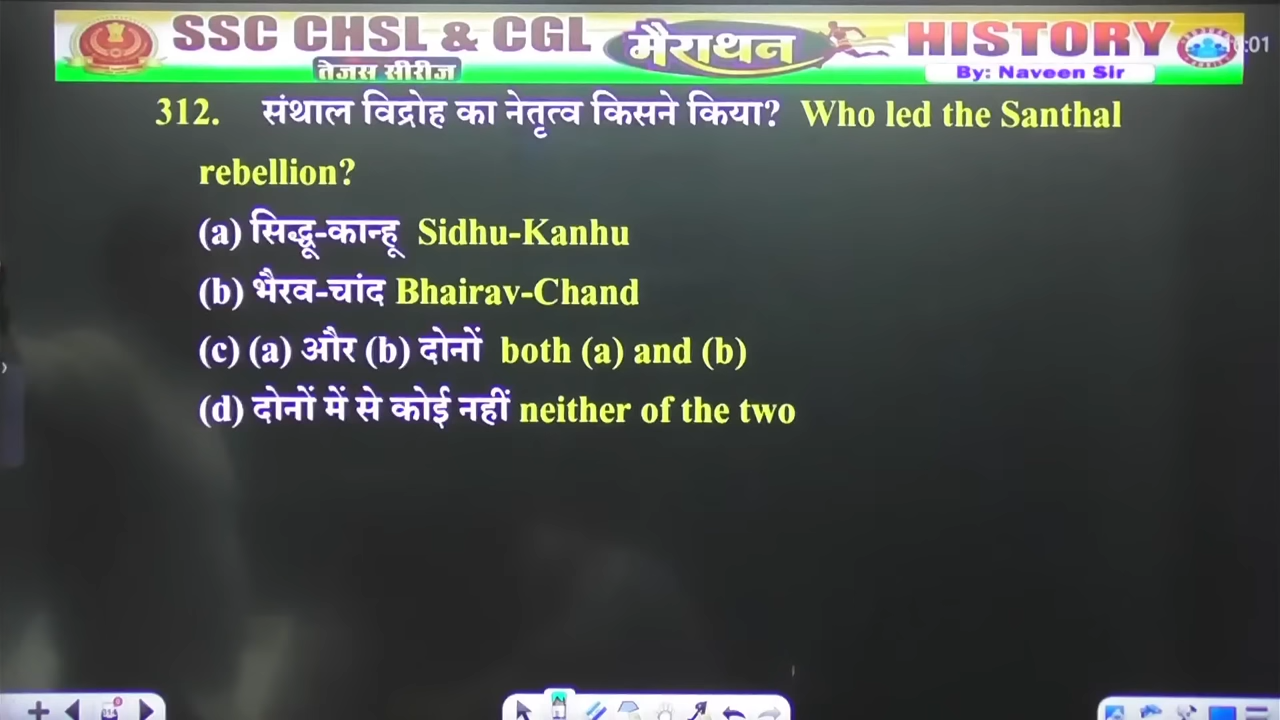 SSC CHSL & CGL मैराथन HISTORY
तेजस सीरीज By: Naveen Sir
312. संथाल विद्रोह का नेतृत्व किसने किया? Who led the Santhal
rebellion?
(a) सिद्धू-कान्हू Sidhu-Kanhu
(b) भैरव-चांद Bhairav-Chand
(c) (a) और (b) दोनों both (a) and (b)
(d) दोनों में से कोई नहीं neither of the two